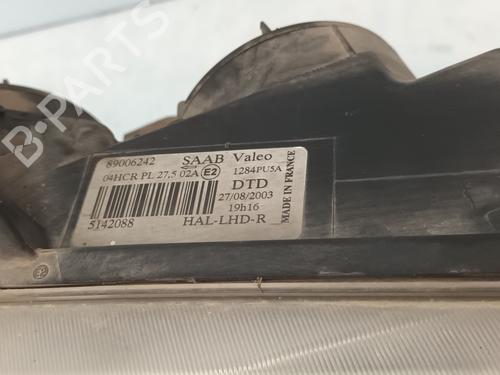 B-PARTS
89006242 SAAB Valeo
04HCR PL 27,5 02A E2 1284PU5A
DTD
27/08/2003
19h16
5142088 HAL-LHD-R
MADE IN FRANCE